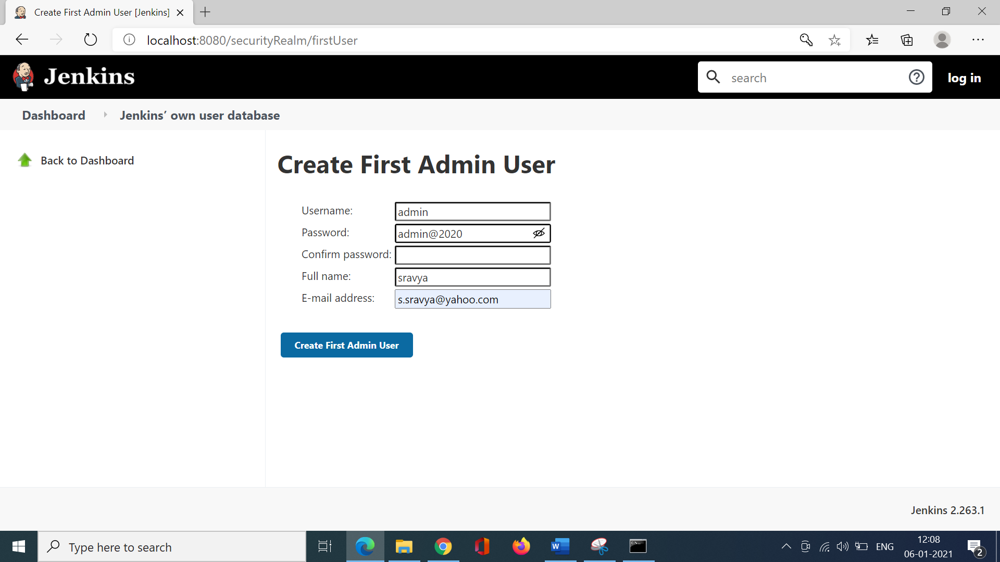 Create First Admin User [Jenkins]
localhost:8080/securityRealm/firstUser
Jenkins
search
log in
Dashboard
Jenkins’ own user database
Back to Dashboard
Create First Admin User
Username: admin
Password: admin@2020
Confirm password:
Full name: sravya
E-mail address: s.sravya@yahoo.com
Create First Admin User
Jenkins 2.263.1
Type here to search
ENG
12:08
06-01-2021
2